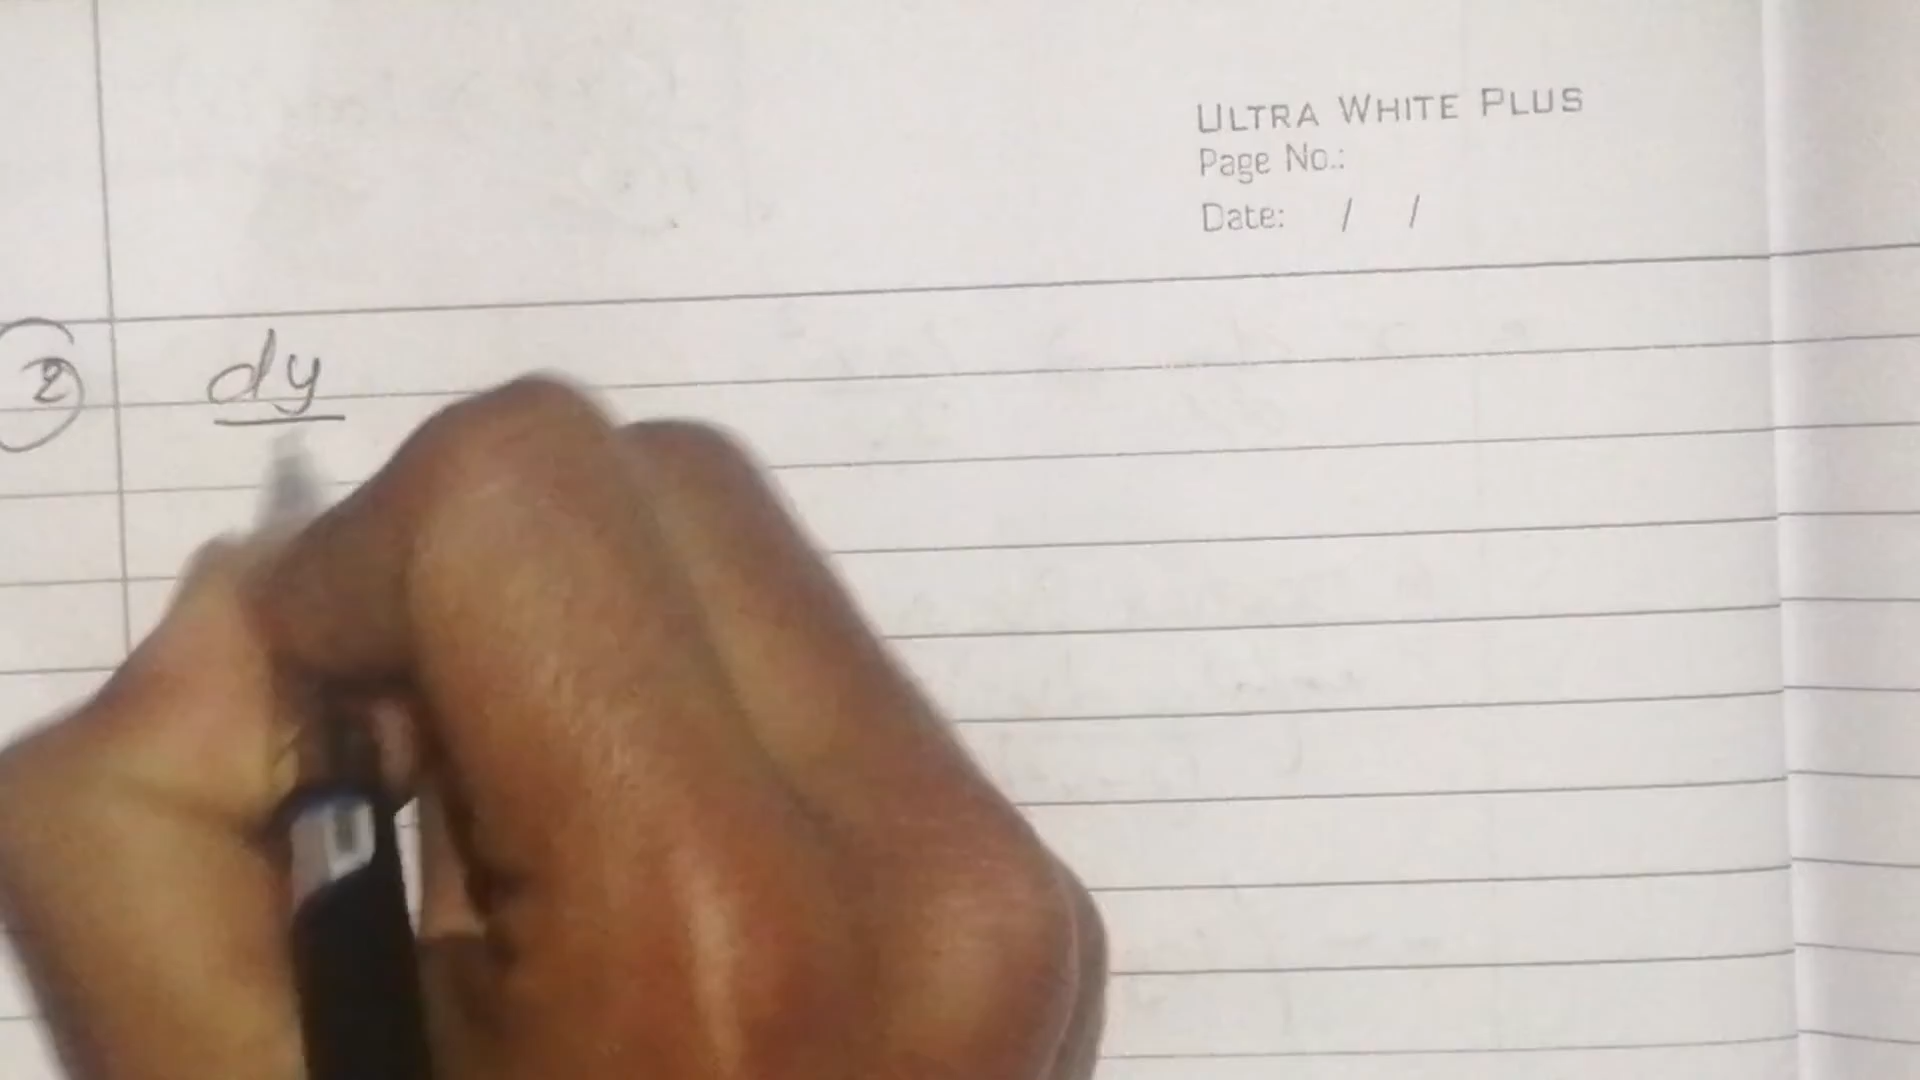 ULTRA WHITE PLUS
Page No.:
Date: / /
2 dy